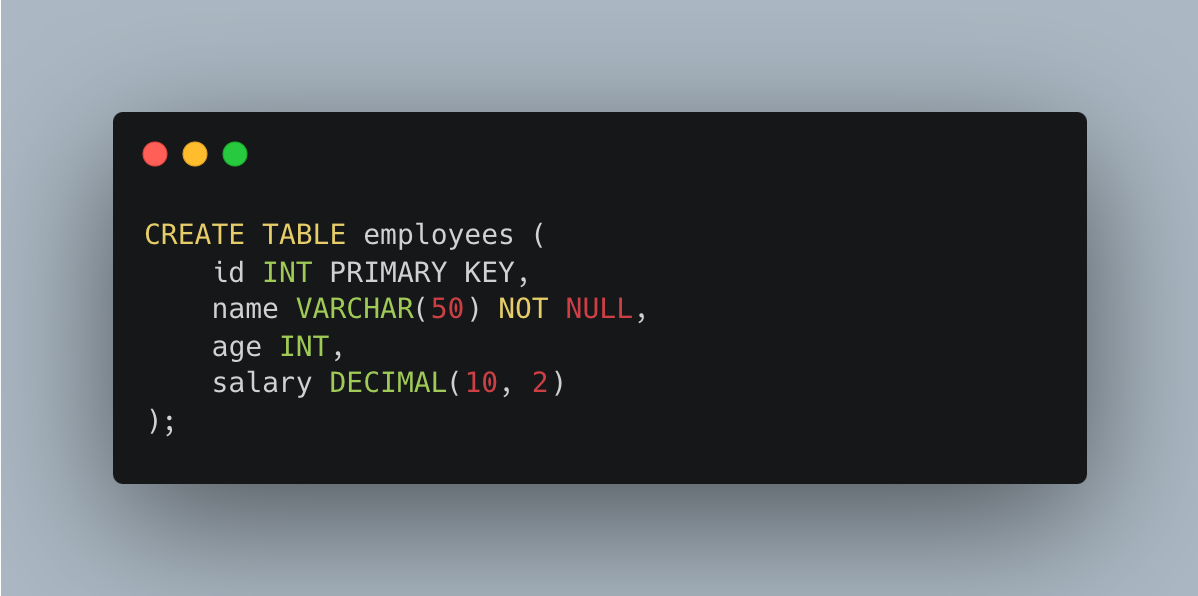 CREATE TABLE employees (
    id INT PRIMARY KEY,
    name VARCHAR(50) NOT NULL,
    age INT,
    salary DECIMAL(10, 2)
);